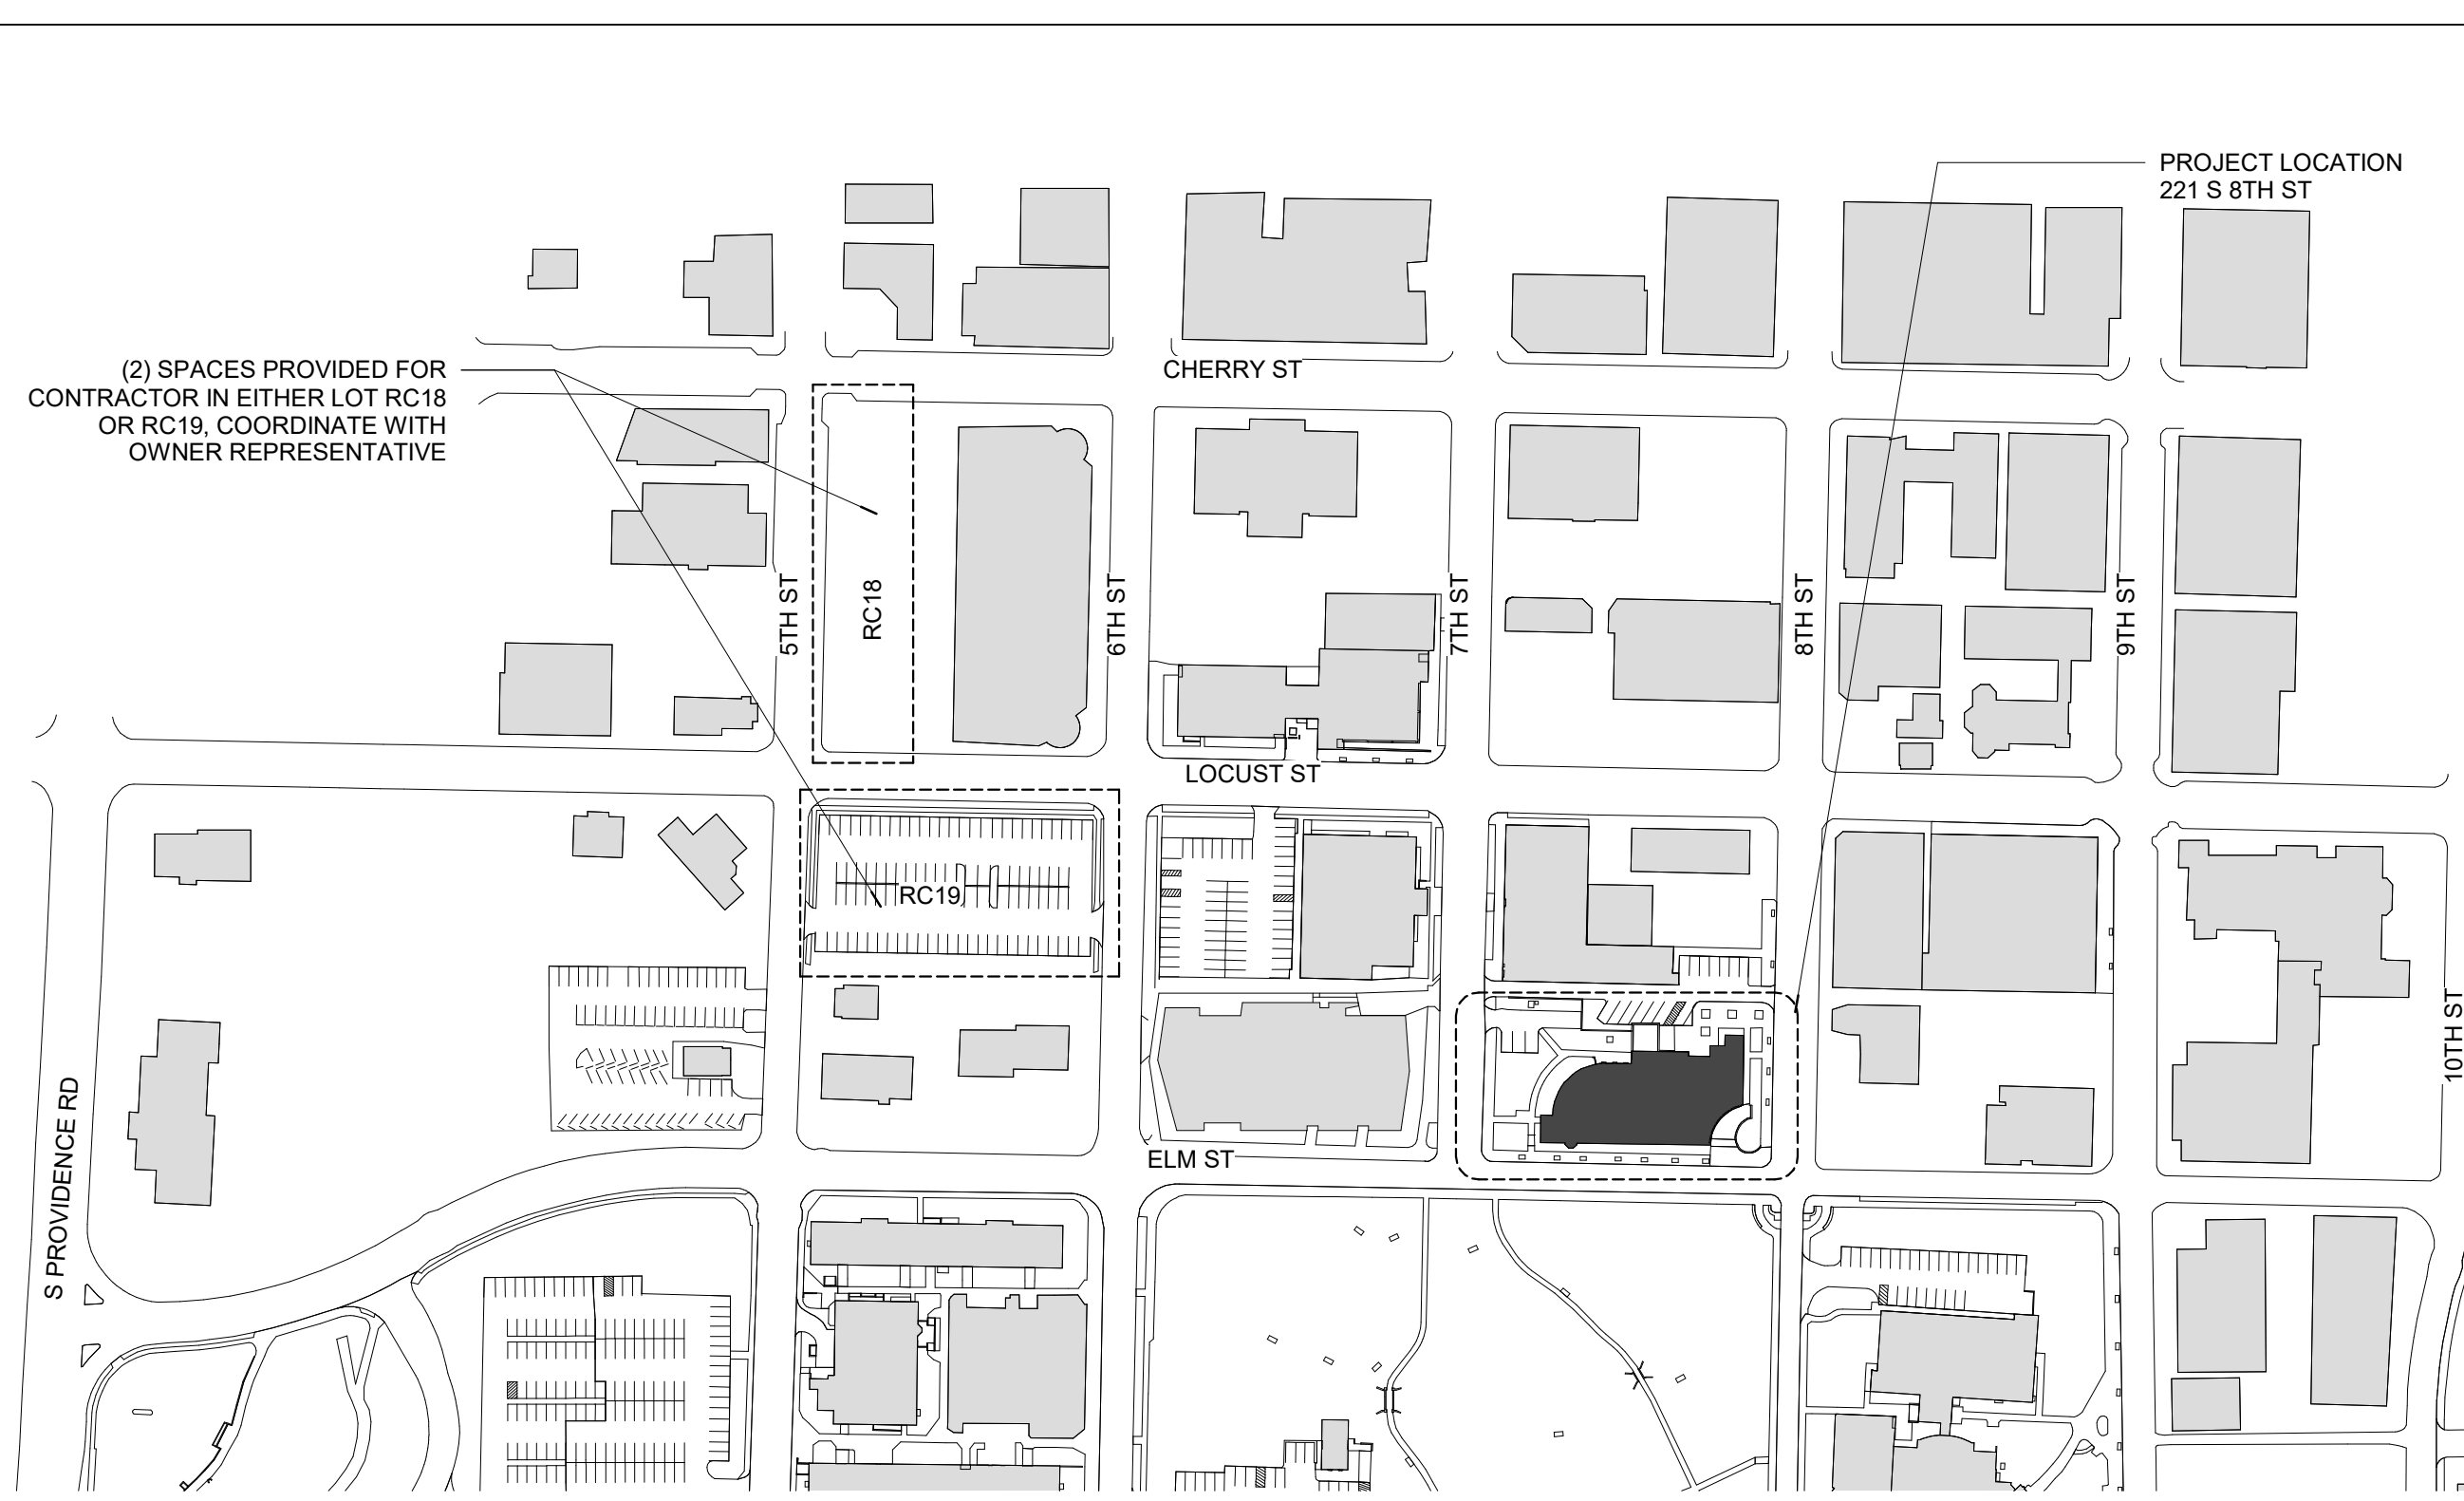 PROJECT LOCATION
221 S 8TH ST
(2) SPACES PROVIDED FOR
CONTRACTOR IN EITHER LOT RC18
OR RC19, COORDINATE WITH
OWNER REPRESENTATIVE
CHERRY ST
5TH ST
RC18
6TH ST
7TH ST
8TH ST
9TH ST
LOCUST ST
RC19
10TH ST
S PROVIDENCE RD
ELM ST